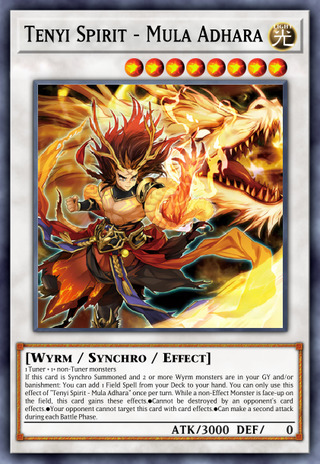 Tenyi Spirit - Mula Adhara
LIGHT
光
[Wyrm / Synchro / Effect]
1 Tuner + 1+ non-Tuner monsters
If this card is Synchro Summoned and 2 or more Wyrm monsters are in your GY and/or
banishment: You can add 1 Field Spell from your Deck to your hand. You can only use this
effect of "Tenyi Spirit - Mula Adhara" once per turn. While a non-Effect Monster is face-up on
the field, this card gains these effects.●Cannot be destroyed by an opponent's card
effects.●Your opponent cannot target this card with card effects.●Can make a second attack
during each Battle Phase.
ATK/3000 DEF/ 0